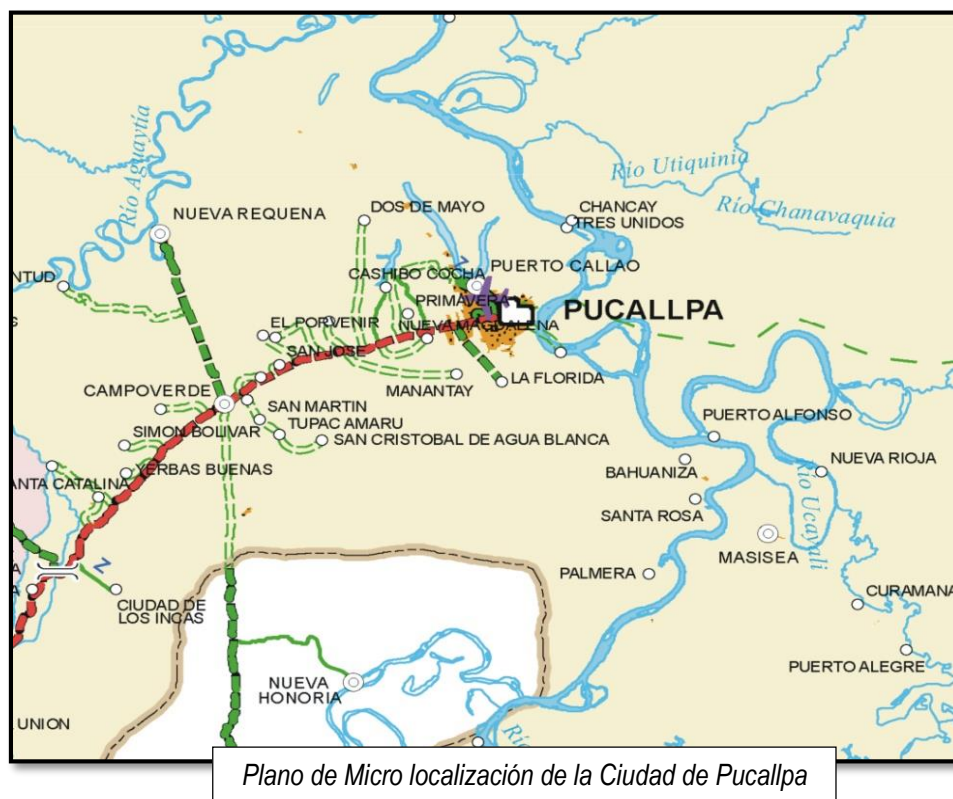 Río Aguaytía
Río Utiquinia
Río Chanavaquia
NUEVA REQUENA
DOS DE MAYO
CHANCAY
TRES UNIDOS
NTUD
CASHIBO COCHA
PUERTO CALLAO
PRIMAVERA
PUCALLPA
EL PORVENIR
NUEVA MAGDALENA
SAN JOSE
CAMPOVERDE
MANANTAY
LA FLORIDA
SAN MARTIN
TUPAC AMARU
SIMON BOLIVAR
SAN CRISTOBAL DE AGUA BLANCA
PUERTO ALFONSO
YERBAS BUENAS
BAHUANIZA
NUEVA RIOJA
ANTA CATALINA
SANTA ROSA
Río Ucayali
MASISEA
PALMERA
CIUDAD DE
LOS INCAS
CURAMANA
PUERTO ALEGRE
NUEVA
HONORIA
UNION
Plano de Micro localización de la Ciudad de Pucallpa